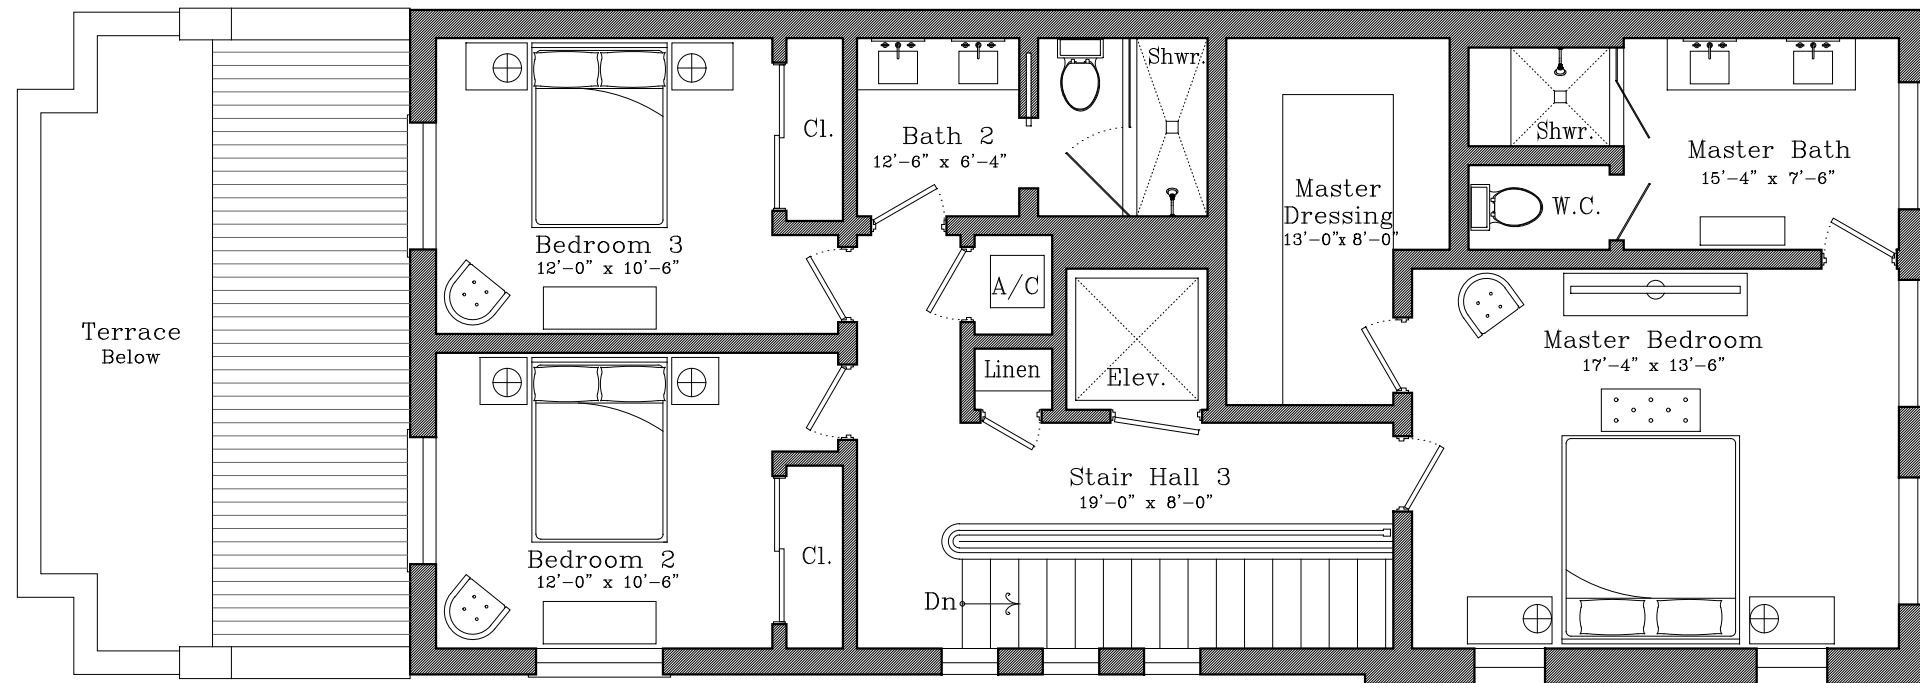 Terrace
Below
Bedroom 3
12'-0" x 10'-6"
Cl.
Bath 2
12'-6" x 6'-4"
Shwr.
A/C
Linen
Elev.
Master
Dressing
13'-0"x 8'-0"
Shwr.
W.C.
Master Bath
15'-4" x 7'-6"
Master Bedroom
17'-4" x 13'-6"
Stair Hall 3
19'-0" x 8'-0"
Bedroom 2
12'-0" x 10'-6"
Cl.
Dn